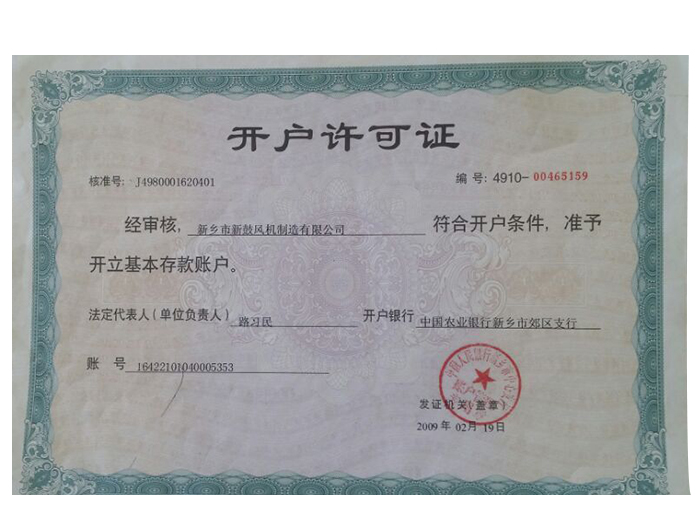 开户许可证
核准号: J4980001620401 编号: 4910-00465159
经审核, 新乡市新鼓风机制造有限公司 符合开户条件, 准予
开立基本存款账户。
法定代表人(单位负责人) 路习民 开户银行 中国农业银行新乡市郊区支行
账 号 16422101040005353
发证机关(盖章)
2009 年 02 月 19 日